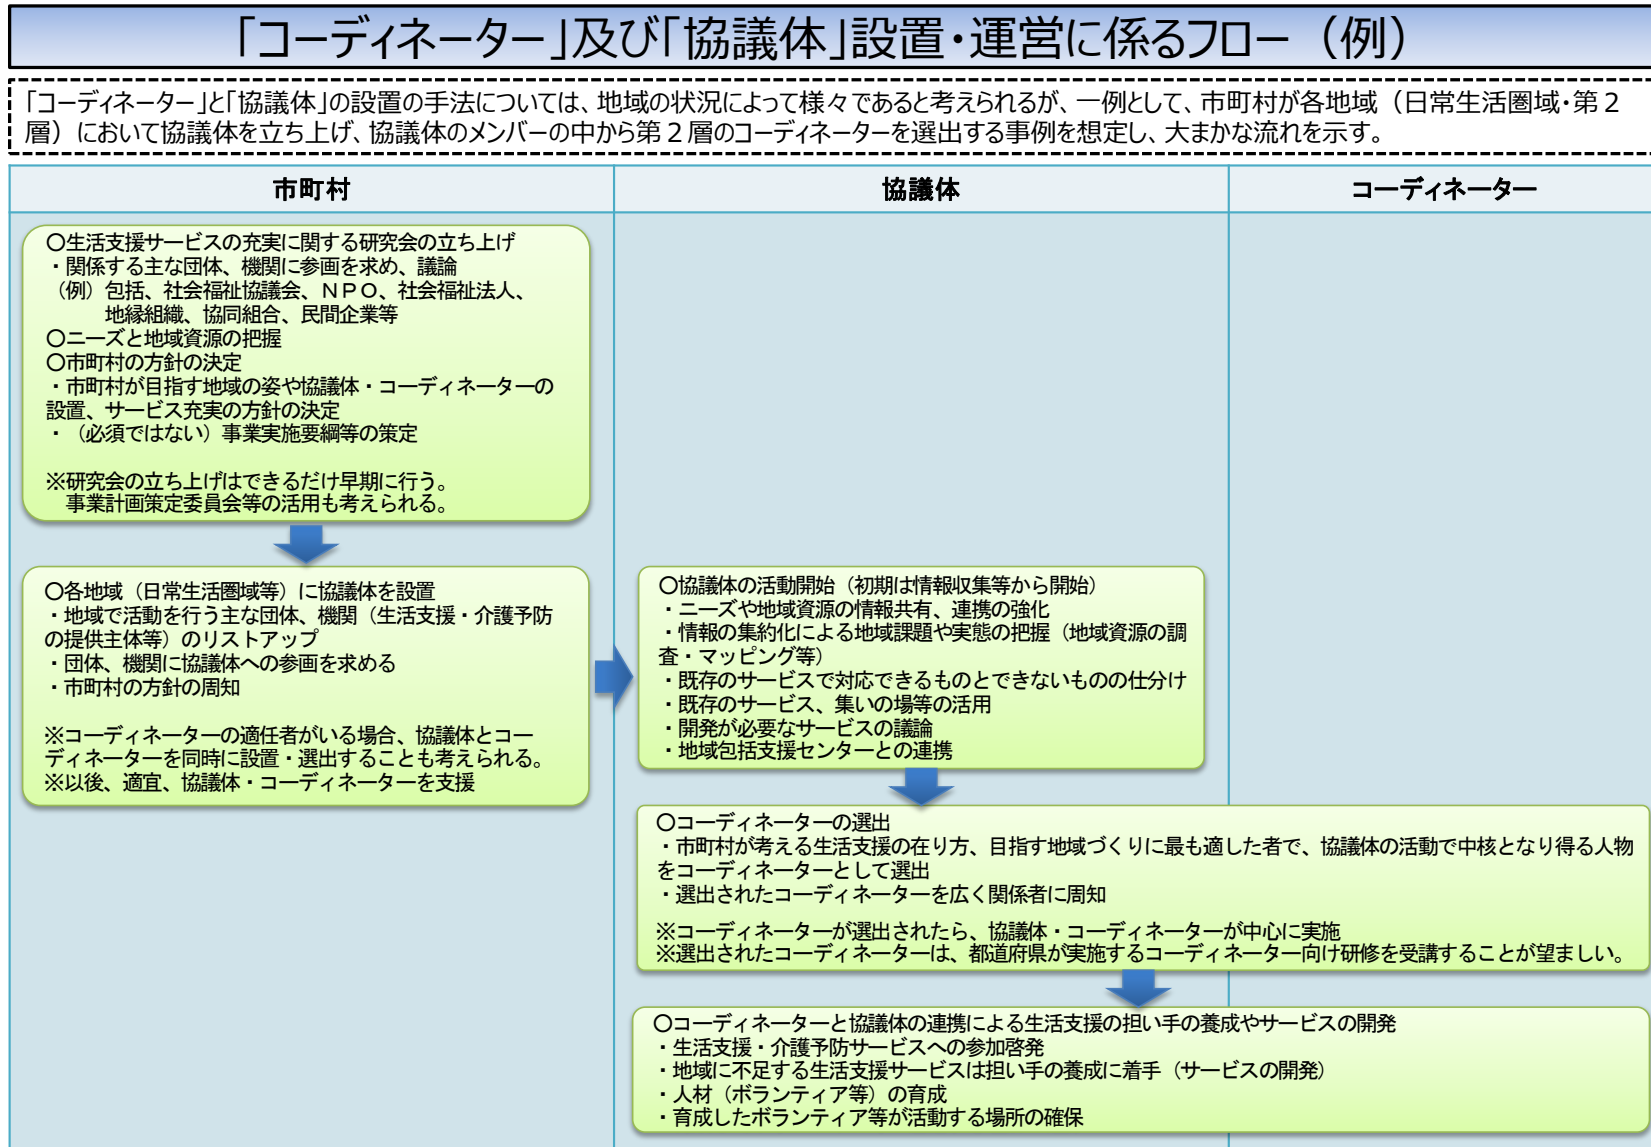 「コーディネーター」及び「協議体」設置・運営に係るフロー（例）
「コーディネーター」と「協議体」の設置の手法については、地域の状況によって様々であると考えられるが、一例として、市町村が各地域（日常生活圏域・第２
層）において協議体を立ち上げ、協議体のメンバーの中から第２層のコーディネーターを選出する事例を想定し、大まかな流れを示す。
市町村
協議体
コーディネーター
〇生活支援サービスの充実に関する研究会の立ち上げ
・関係する主な団体、機関に参画を求め、議論
（例）包括、社会福祉協議会、ＮＰＯ、社会福祉法人、
地縁組織、協同組合、民間企業等
〇ニーズと地域資源の把握
〇市町村の方針の決定
・市町村が目指す地域の姿や協議体・コーディネーターの
設置、サービス充実の方針の決定
・（必須ではない）事業実施要綱等の策定
※研究会の立ち上げはできるだけ早期に行う。
事業計画策定委員会等の活用も考えられる。
〇各地域（日常生活圏域等）に協議体を設置
・地域で活動を行う主な団体、機関（生活支援・介護予防
の提供主体等）のリストアップ
・団体、機関に協議体への参画を求める
・市町村の方針の周知
※コーディネーターの適任者がいる場合、協議体とコー
ディネーターを同時に設置・選出することも考えられる。
※以後、適宜、協議体・コーディネーターを支援
〇協議体の活動開始（初期は情報収集等から開始）
・ニーズや地域資源の情報共有、連携の強化
・情報の集約化による地域課題や実態の把握（地域資源の調
査・マッピング等）
・既存のサービスで対応できるものとできないものの仕分け
・既存のサービス、集いの場等の活用
・開発が必要なサービスの議論
・地域包括支援センターとの連携
〇コーディネーターの選出
・市町村が考える生活支援の在り方、目指す地域づくりに最も適した者で、協議体の活動で中核となり得る人物
をコーディネーターとして選出
・選出されたコーディネーターを広く関係者に周知
※コーディネーターが選出されたら、協議体・コーディネーターが中心に実施
※選出されたコーディネーターは、都道府県が実施するコーディネーター向け研修を受講することが望ましい。
〇コーディネーターと協議体の連携による生活支援の担い手の養成やサービスの開発
・生活支援・介護予防サービスへの参加啓発
・地域に不足する生活支援サービスは担い手の養成に着手（サービスの開発）
・人材（ボランティア等）の育成
・育成したボランティア等が活動する場所の確保